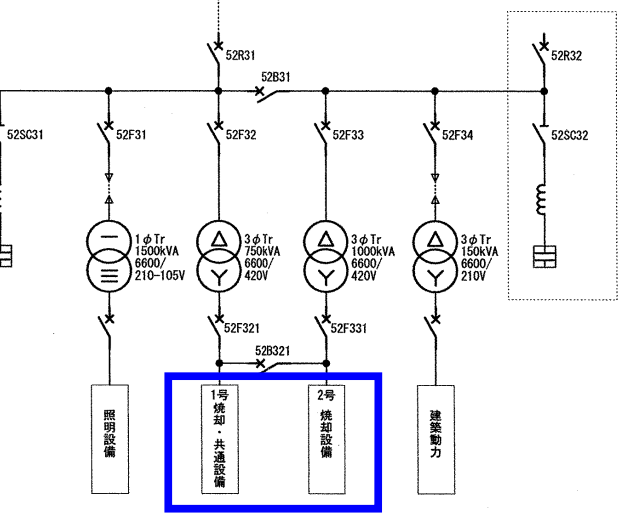 52R31
52R32
52B31
52SC31
52F31
52F32
52F33
52F34
52SC32
1φTr
1500kVA
6600/
210-105V
3φTr
750kVA
6600/
420V
3φTr
1000kVA
6600/
420V
3φTr
150kVA
6600/
210V
52F321
52F331
52B321
照明設備
1号
焼却・共通設備
2号
焼却設備
建築動力